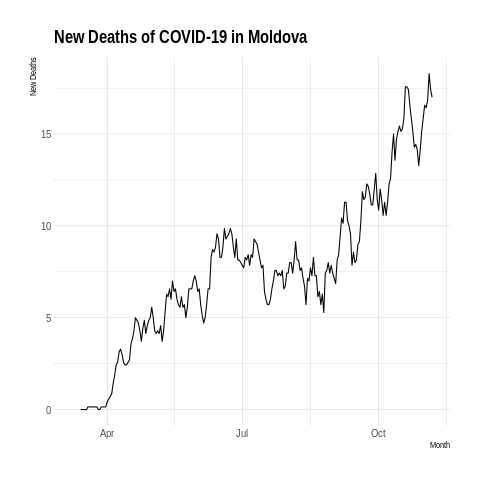 New Deaths of COVID-19 in Moldova
New Deaths
15
10
5
0
Apr
Jul
Oct
Month